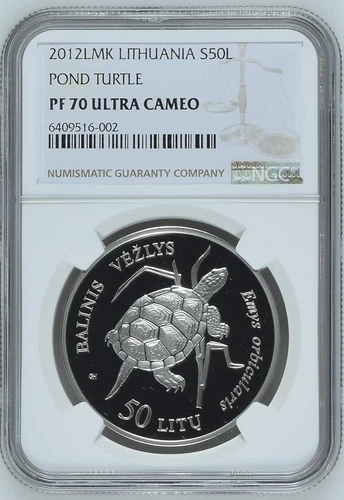 2012LMK LITHUANIA S50L
POND TURTLE
PF 70 ULTRA CAMEO
6409516-002
NUMISMATIC GUARANTY COMPANY
NGC
BALINIS VĖŽLYS
Emys orbicularis
50 LITŲ